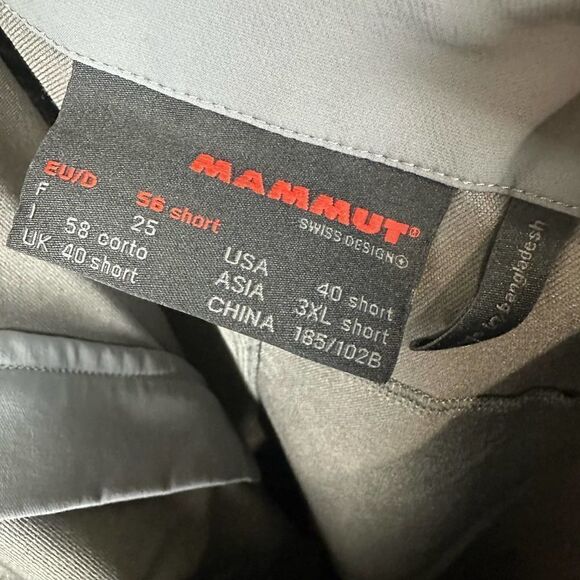 MAMMUT®
SWISS DESIGN
EU/D 56 short
F 25
I 58 corto
UK 40 short
USA 40 short
ASIA 3XL short
CHINA 185/102B
in Bangladesh